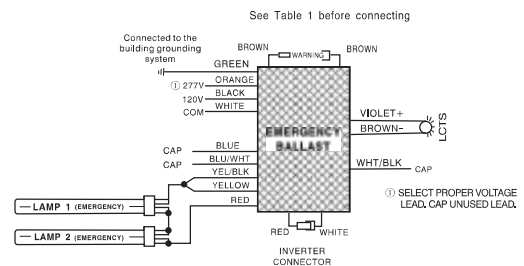 See Table 1 before connecting
Connected to the
building grounding
system
BROWN
WARNING
BROWN
GREEN
① 277V
ORANGE
120V
BLACK
COM
WHITE
VIOLET+
BROWN-
LCTS
EMERGENCY
BALLAST
CAP
BLUE
CAP
BLU/WHT
YEL/BLK
YELLOW
RED
WHT/BLK
CAP
① SELECT PROPER VOLTAGE
LEAD. CAP UNUSED LEAD.
LAMP 1 (EMERGENCY)
LAMP 2 (EMERGENCY)
RED
WHITE
INVERTER
CONNECTOR